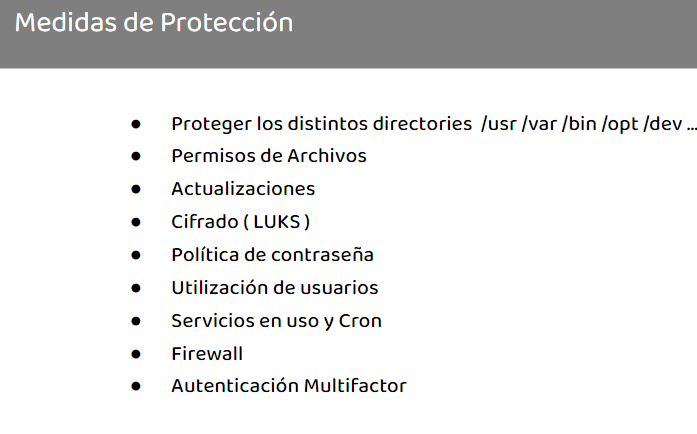 Medidas de Protección
● Proteger los distintos directories /usr /var /bin /opt /dev ...
● Permisos de Archivos
● Actualizaciones
● Cifrado ( LUKS )
● Política de contraseña
● Utilización de usuarios
● Servicios en uso y Cron
● Firewall
● Autenticación Multifactor